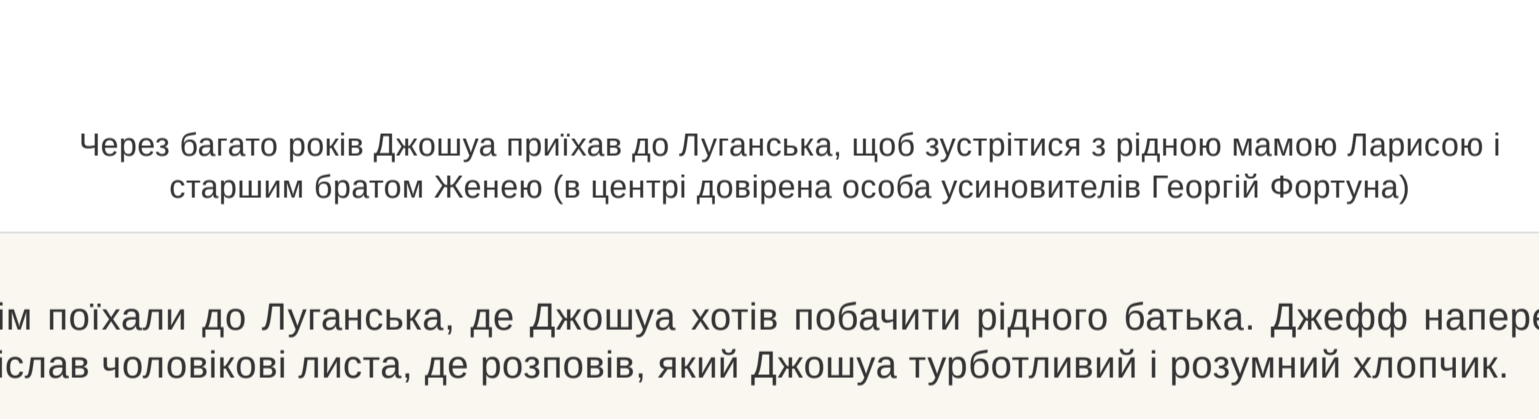 Через багато років Джошуа приїхав до Луганська, щоб зустрітися з рідною мамою Ларисою і
старшим братом Женею (в центрі довірена особа усиновителів Георгій Фортуна)
поїхали до Луганська, де Джошуа хотів побачити рідного батька. Джефф
чоловікові листа, де розповів, який Джошуа турботливий і розумний хлопчик.